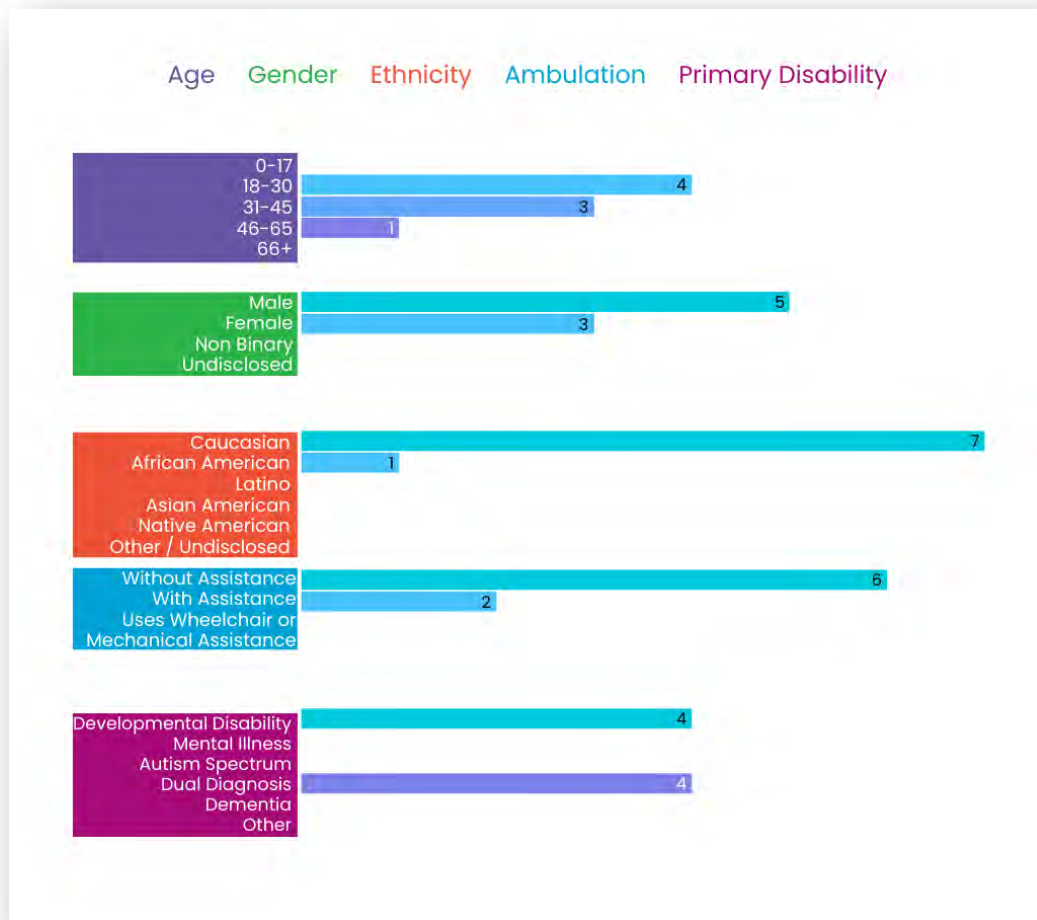 Age Gender Ethnicity Ambulation Primary Disability
0-17
18-30 4
31-45 3
46-65 1
66+
Male 5
Female 3
Non Binary
Undisclosed
Caucasian 7
African American 1
Latino
Asian American
Native American
Other / Undisclosed
Without Assistance 6
With Assistance 2
Uses Wheelchair or
Mechanical Assistance
Developmental Disability 4
Mental Illness
Autism Spectrum
Dual Diagnosis 4
Dementia
Other